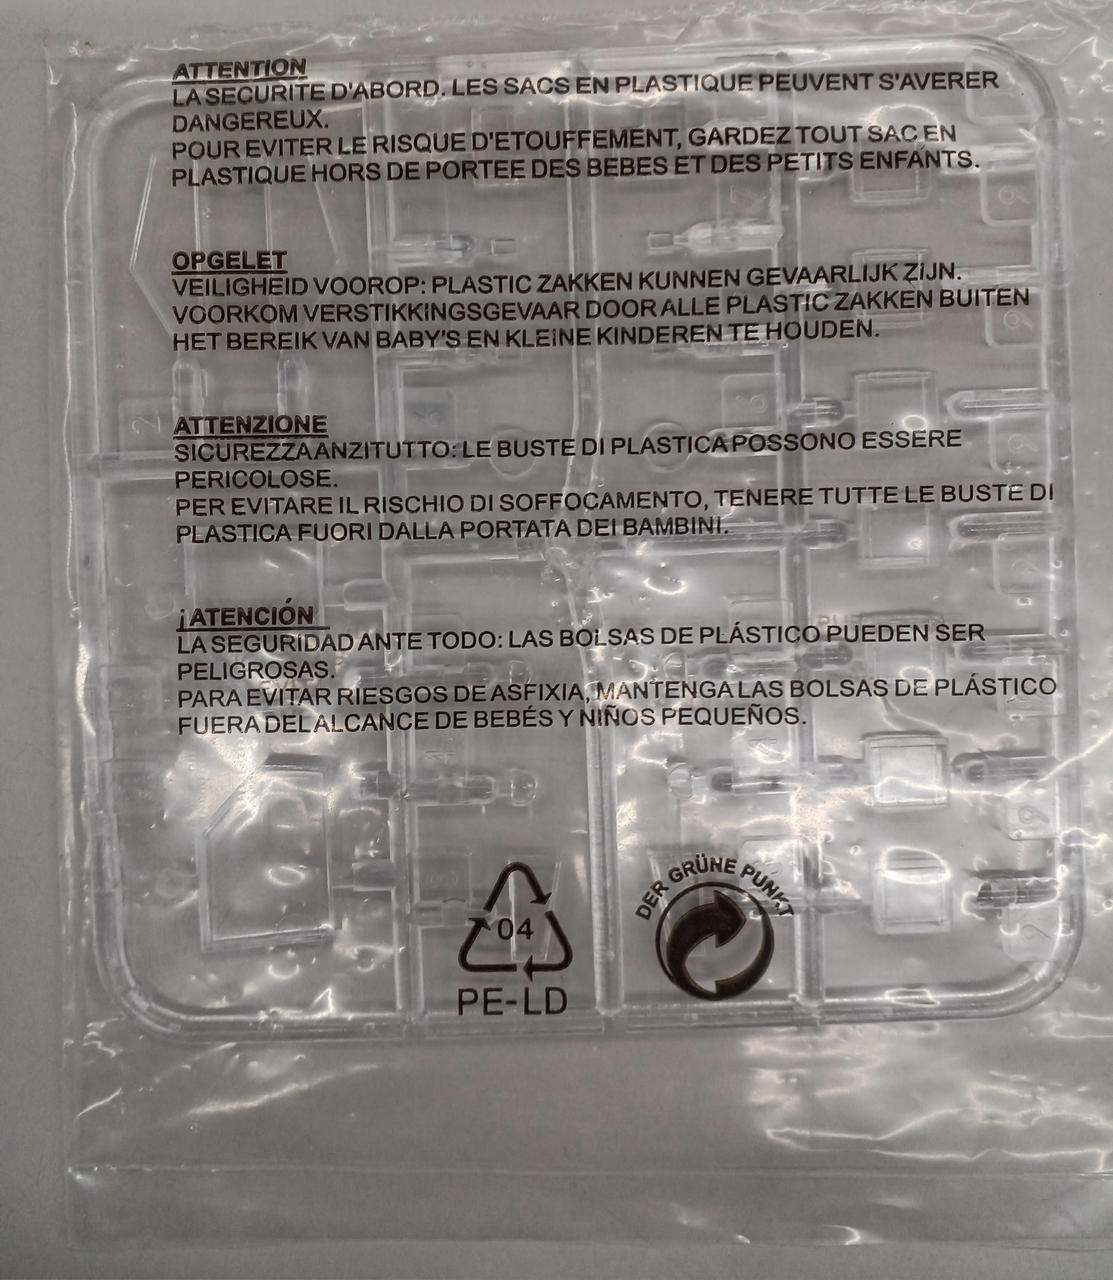 ATTENTION
LA SECURITE D'ABORD. LES SACS EN PLASTIQUE PEUVENT S'AVERER
DANGEREUX.
POUR EVITER LE RISQUE D'ETOUFFEMENT, GARDEZ TOUT SAC EN
PLASTIQUE HORS DE PORTEE DES BEBES ET DES PETITS ENFANTS.
OPGELET
VEILIGHEID VOOROP: PLASTIC ZAKKEN KUNNEN GEVAARLIJK ZIJN.
VOORKOM VERSTIKKINGSGEVAAR DOOR ALLE PLASTIC ZAKKEN BUITEN
HET BEREIK VAN BABY'S EN KLEINE KINDEREN TE HOUDEN.
ATTENZIONE
SICUREZZA ANZITUTTO: LE BUSTE DI PLASTICA POSSONO ESSERE
PERICOLOSE.
PER EVITARE IL RISCHIO DI SOFFOCAMENTO, TENERE TUTTE LE BUSTE DI
PLASTICA FUORI DALLA PORTATA DEI BAMBINI.
¡ATENCIÓN
LA SEGURIDAD ANTE TODO: LAS BOLSAS DE PLÁSTICO PUEDEN SER
PELIGROSAS.
PARA EVITAR RIESGOS DE ASFIXIA, MANTENGA LAS BOLSAS DE PLÁSTICO
FUERA DEL ALCANCE DE BEBÉS Y NIÑOS PEQUEÑOS.
DER GRÜNE PUNKT
04
PE-LD